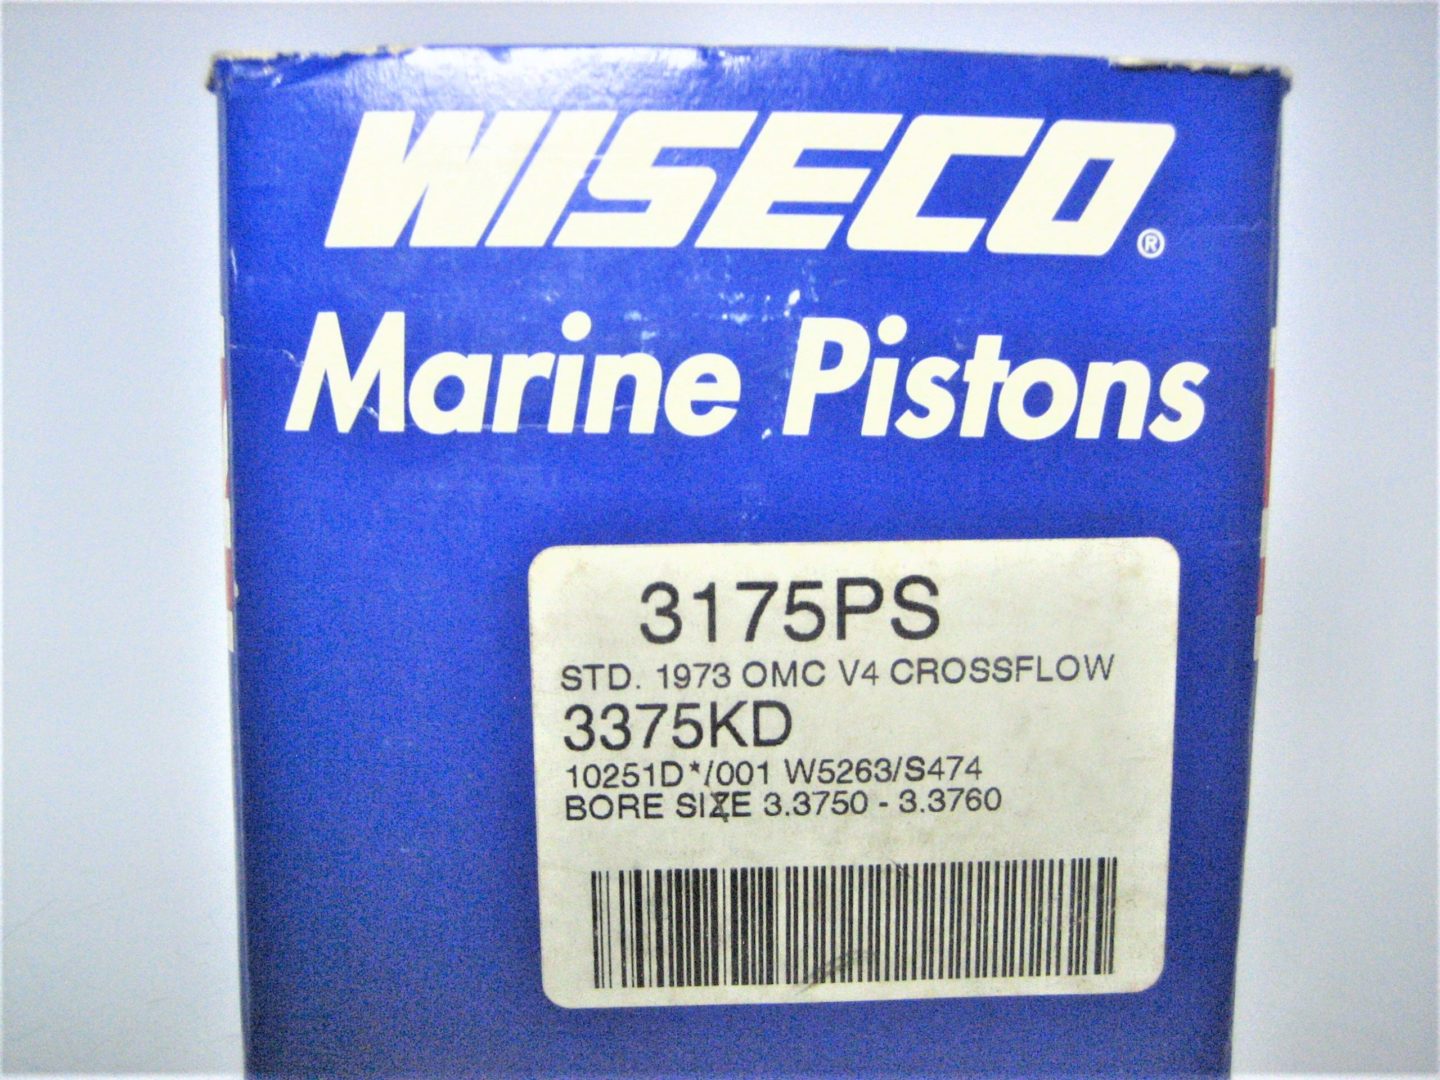 WISECO®
Marine Pistons
3175PS
STD. 1973 OMC V4 CROSSFLOW
3375KD
10251D*/001 W5263/S474
BORE SIZE 3.3750 - 3.3760